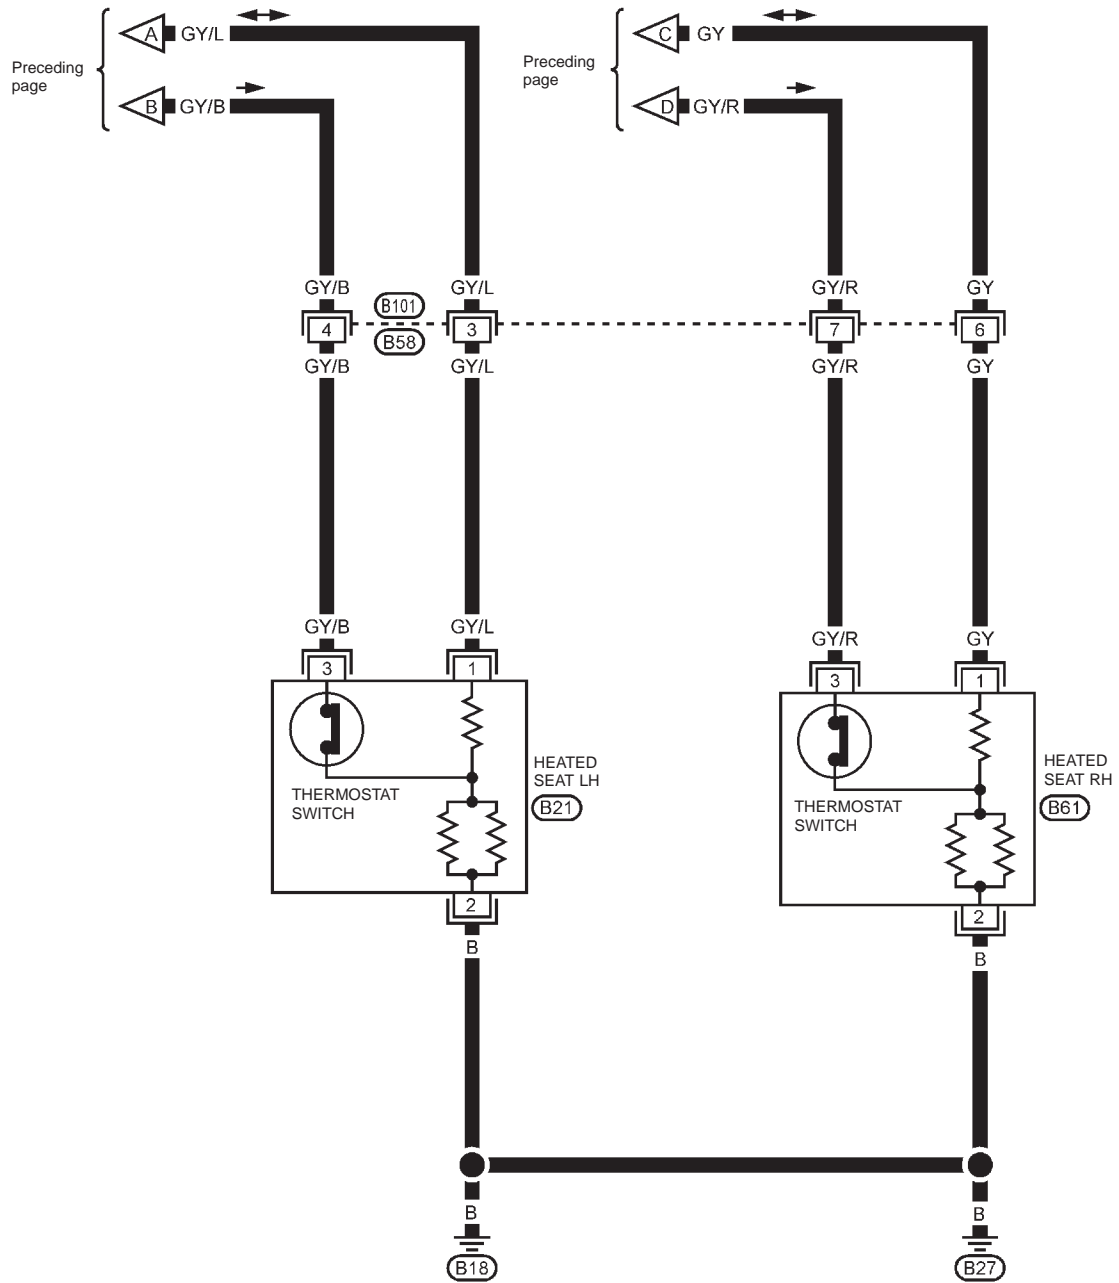 A GY/L
C GY
Preceding
page
Preceding
page
B GY/B
D GY/R
GY/B B101 GY/L GY/R GY
4 3 7 6
B58
GY/B GY/L GY/R GY
GY/B GY/L
GY/R GY
3 1
3 1
HEATED
SEAT LH
B21
THERMOSTAT
SWITCH
HEATED
SEAT RH
B61
THERMOSTAT
SWITCH
2
2
B
B
B
B
B18
B27